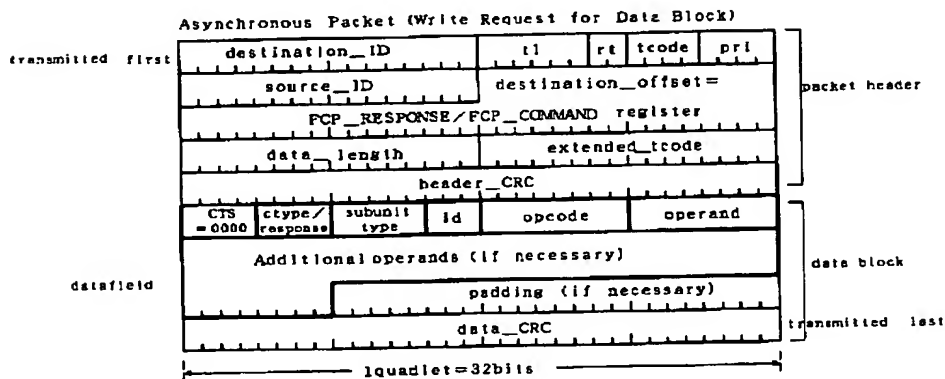 Asynchronous Packet (Write Request for Data Block)
transmitted first
destination_ID tl rt tcode pri
source_ID destination_offset=
packet header
FCP_RESPONSE/FCP_COMMAND register
data_length extended_tcode
header_CRC
CTS =0000 ctype/ response subunit type id opcode operand
Additional operands (if necessary)
data block
datafield
padding (if necessary)
data_CRC
transmitted last
1quadlet=32bits